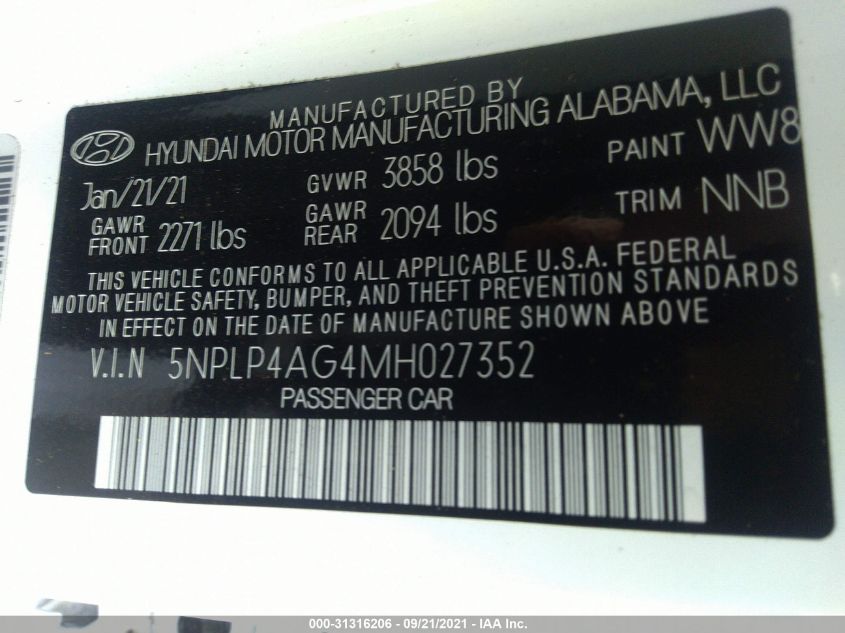 MANUFACTURED BY
HYUNDAI MOTOR MANUFACTURING ALABAMA, LLC
Jan/21/21 GVWR 3858 lbs PAINT WW8
GAWR FRONT 2271 lbs GAWR REAR 2094 lbs TRIM NNB
THIS VEHICLE CONFORMS TO ALL APPLICABLE U.S.A. FEDERAL
MOTOR VEHICLE SAFETY, BUMPER, AND THEFT PREVENTION STANDARDS
IN EFFECT ON THE DATE OF MANUFACTURE SHOWN ABOVE
V.I.N 5NPLP4AG4MH027352
PASSENGER CAR
000-31316206 - 09/21/2021 - IAA Inc.